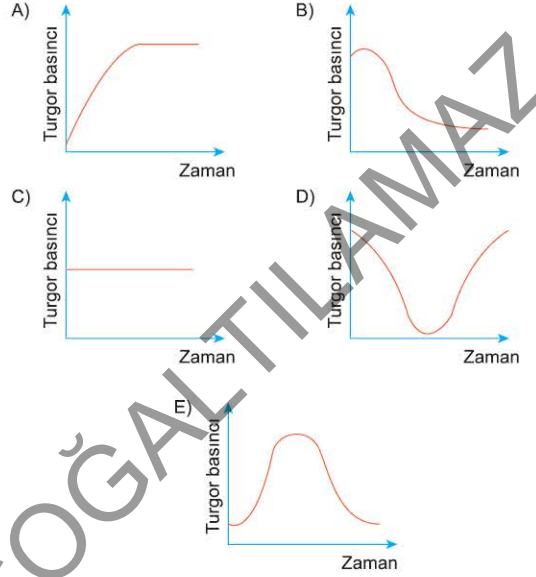 A)
Turgor basıncı
Zaman
B)
Turgor basıncı
Zaman
C)
Turgor basıncı
Zaman
D)
Turgor basıncı
Zaman
E)
Turgor basıncı
Zaman
ÇOĞALTILAMAZ